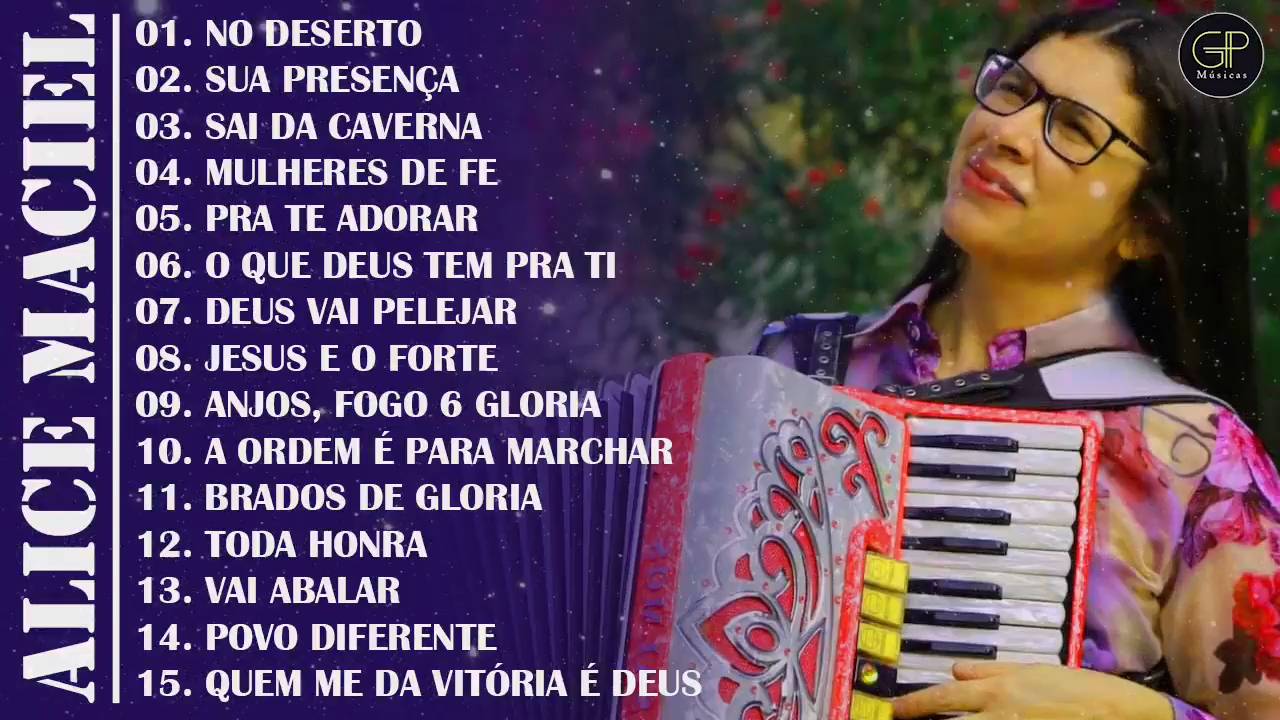 ALICE MACIEL
01. NO DESERTO
02. SUA PRESENÇA
03. SAI DA CAVERNA
04. MULHERES DE FE
05. PRA TE ADORAR
06. O QUE DEUS TEM PRA TI
07. DEUS VAI PELEJAR
08. JESUS E O FORTE
09. ANJOS, FOGO 6 GLORIA
10. A ORDEM É PARA MARCHAR
11. BRADOS DE GLORIA
12. TODA HONRA
13. VAI ABALAR
14. POVO DIFERENTE
15. QUEM ME DA VITÓRIA É DEUS
GP
Músicas